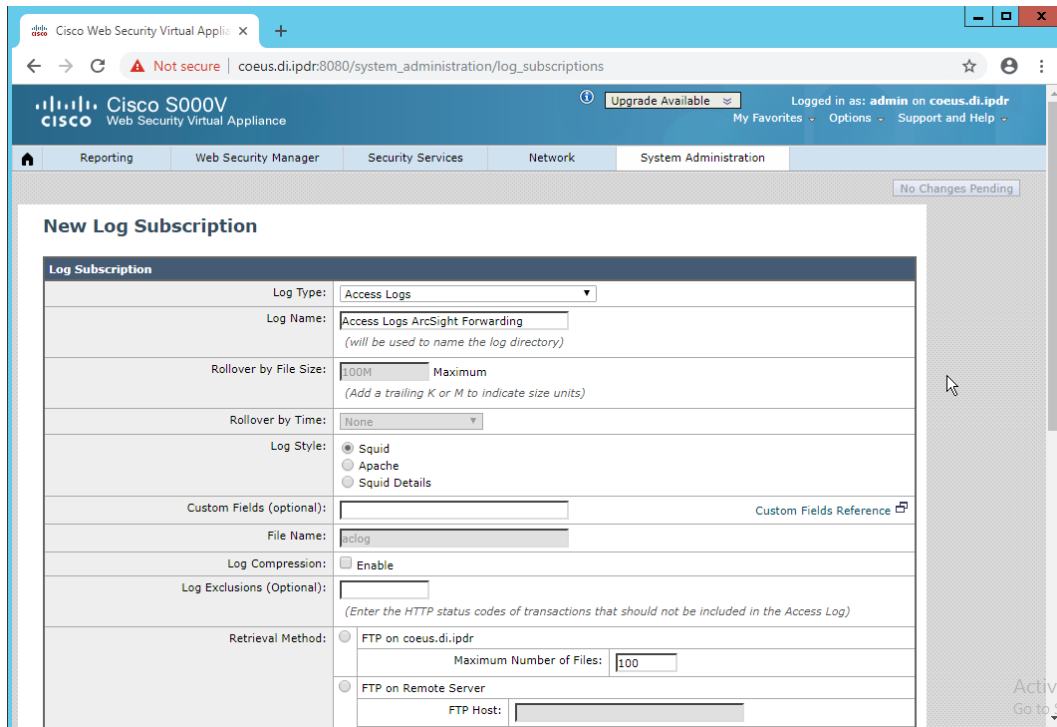 Cisco Web Security Virtual Applia
Not secure | coeus.di.ipdr:8080/system_administration/log_subscriptions
CISCO
Cisco S000V
Web Security Virtual Appliance
Upgrade Available
Logged in as: admin on coeus.di.ipdr
My Favorites Options Support and Help
Reporting Web Security Manager Security Services Network System Administration
No Changes Pending
New Log Subscription
Log Subscription
Log Type: Access Logs
Log Name: Access Logs ArcSight Forwarding
(will be used to name the log directory)
Rollover by File Size: 100M Maximum
(Add a trailing K or M to indicate size units)
Rollover by Time: None
Log Style: Squid
Apache
Squid Details
Custom Fields (optional): Custom Fields Reference
File Name: aclog
Log Compression: Enable
Log Exclusions (Optional):
(Enter the HTTP status codes of transactions that should not be included in the Access Log)
Retrieval Method: FTP on coeus.di.ipdr
Maximum Number of Files: 100
FTP on Remote Server
FTP Host:
Activ
Go to